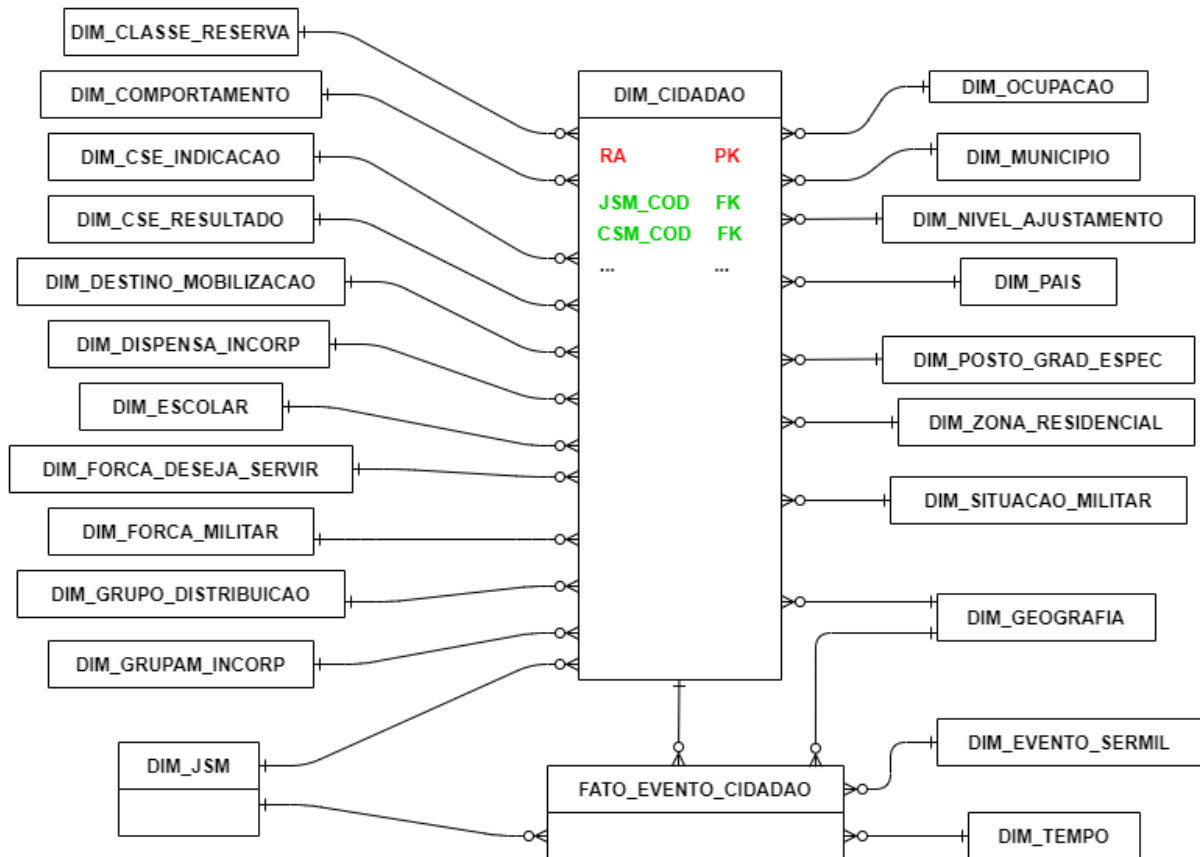 DIM_CLASSE_RESERVA
DIM_COMPORTAMENTO
DIM_CSE_INDICACAO
DIM_CSE_RESULTADO
DIM_DESTINO_MOBILIZACAO
DIM_DISPENSA_INCORP
DIM_ESCOLAR
DIM_FORCA_DESEJA_SERVIR
DIM_FORCA_MILITAR
DIM_GRUPO_DISTRIBUICAO
DIM_GRUPAM_INCORP
DIM_JSM
DIM_CIDADAO
RA PK
JSM_COD FK
CSM_COD FK
... ...
FATO_EVENTO_CIDADAO
DIM_OCUPACAO
DIM_MUNICIPIO
DIM_NIVEL_AJUSTAMENTO
DIM_PAIS
DIM_POSTO_GRAD_ESPEC
DIM_ZONA_RESIDENCIAL
DIM_SITUACAO_MILITAR
DIM_GEOGRAFIA
DIM_EVENTO_SERMIL
DIM_TEMPO